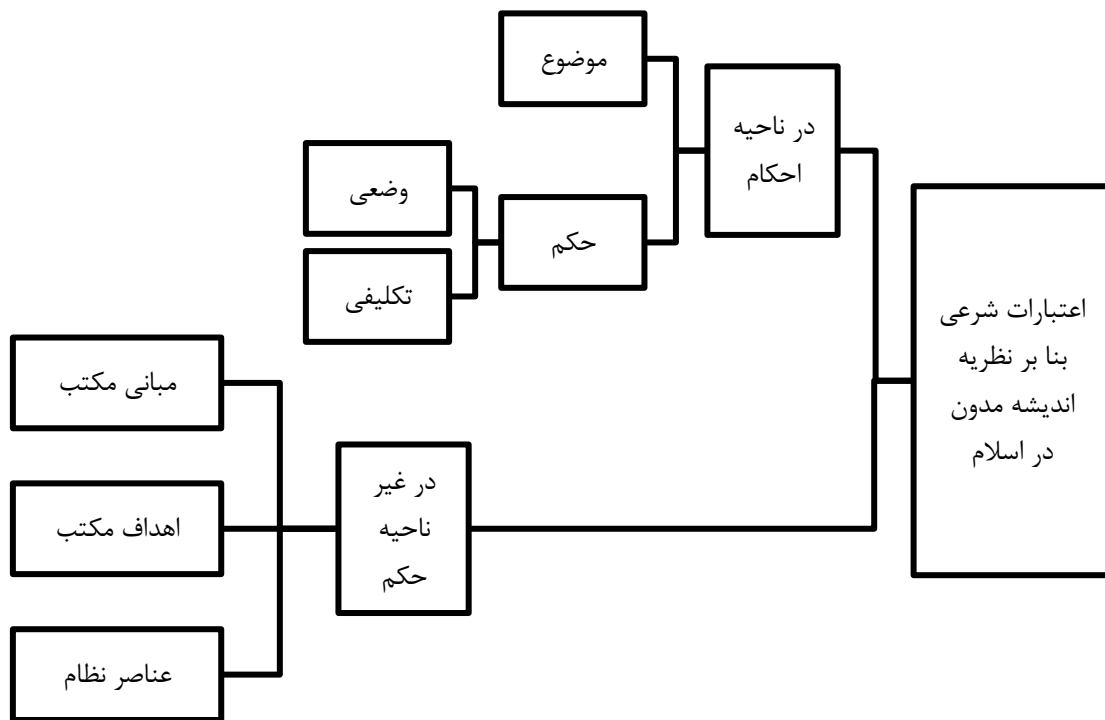 اعتبارات شرعی
بنا بر نظریه
اندیشه مدون
در اسلام
در ناحیه
احکام
موضوع
حکم
وضعی
تکلیفی
در غیر
ناحیه
حکم
مبانی مکتب
اهداف مکتب
عناصر نظام